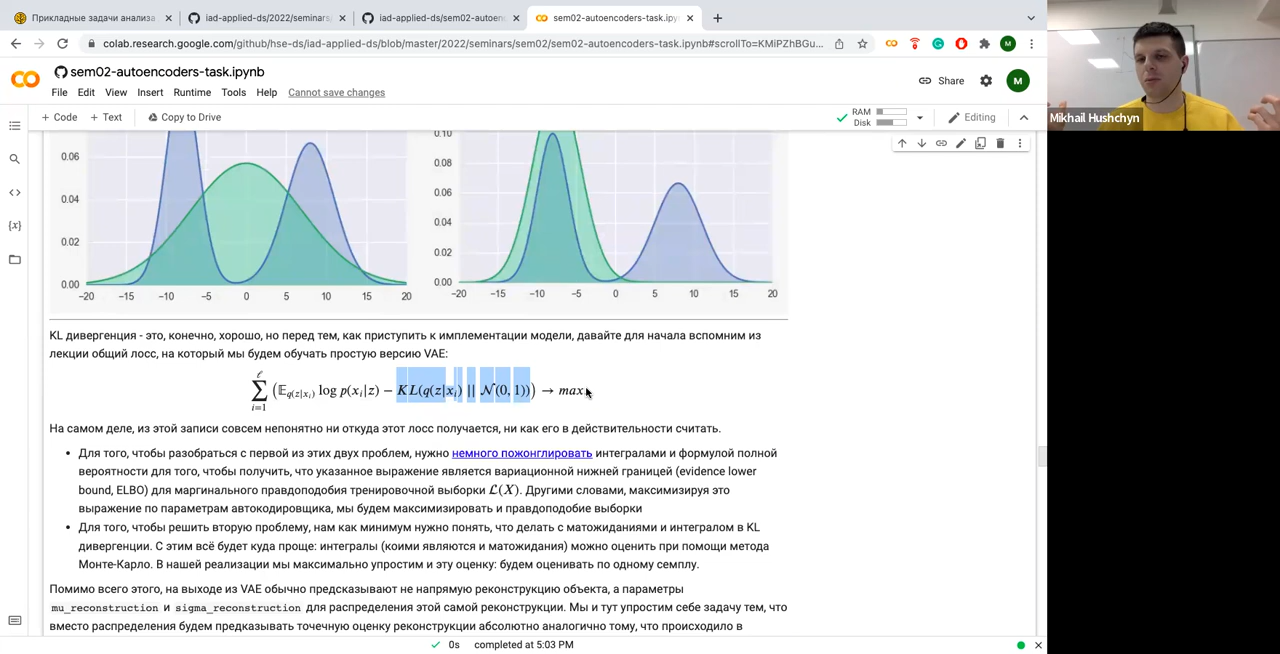 Прикладные задачи анализа
iad-applied-ds/2022/seminars
iad-applied-ds/sem02-autoen
sem02-autoencoders-task.ipy
colab.research.google.com/github/hse-ds/iad-applied-ds/blob/master/2022/seminars/sem02/sem02-autoencoders-task.ipynb#scrollTo=KMiPZhBGu...
M
sem02-autoencoders-task.ipynb
Share
M
File Edit View Insert Runtime Tools Help Cannot save changes
+ Code + Text Copy to Drive
RAM
Disk
Editing
Mikhail Hushchyn
0.06
0.04
0.02
0.00
−20 −15 −10 −5 0 5 10 15 20
0.10
0.08
0.06
0.04
0.02
0.00
−20 −15 −10 −5 0 5 10 15 20
KL дивергенция - это, конечно, хорошо, но перед тем, как приступить к имплементации модели, давайте для начала вспомним из
лекции общий лосс, на который мы будем обучать простую версию VAE:
∑_{i=1}^{ℓ} (𝔼_{q(z|x_i)} log p(x_i|z) − KL(q(z|x_i) || 𝒩(0, 1))) → max
На самом деле, из этой записи совсем непонятно ни откуда этот лосс получается, ни как его в действительности считать.
• Для того, чтобы разобраться с первой из этих двух проблем, нужно немного пожонглировать интегралами и формулой полной
вероятности для того, чтобы получить, что указанное выражение является вариационной нижней границей (evidence lower
bound, ELBO) для маргинального правдоподобия тренировочной выборки ℒ(X). Другими словами, максимизируя это
выражение по параметрам автокодировщика, мы будем максимизировать и правдоподобие выборки
• Для того, чтобы решить вторую проблему, нам как минимум нужно понять, что делать с матожиданиями и интегралом в KL
дивергенции. С этим всё будет куда проще: интегралы (коими являются и матожидания) можно оценить при помощи метода
Монте-Карло. В нашей реализации мы максимально упростим и эту оценку: будем оценивать по одному семплу.
Помимо всего этого, на выходе из VAE обычно предсказывают не напрямую реконструкцию объекта, а параметры
mu_reconstruction и sigma_reconstruction для распределения этой самой реконструкции. Мы и тут упростим себе задачу тем, что
вместо распределения будем предсказывать точечную оценку реконструкции абсолютно аналогично тому, что происходило в
0s completed at 5:03 PM